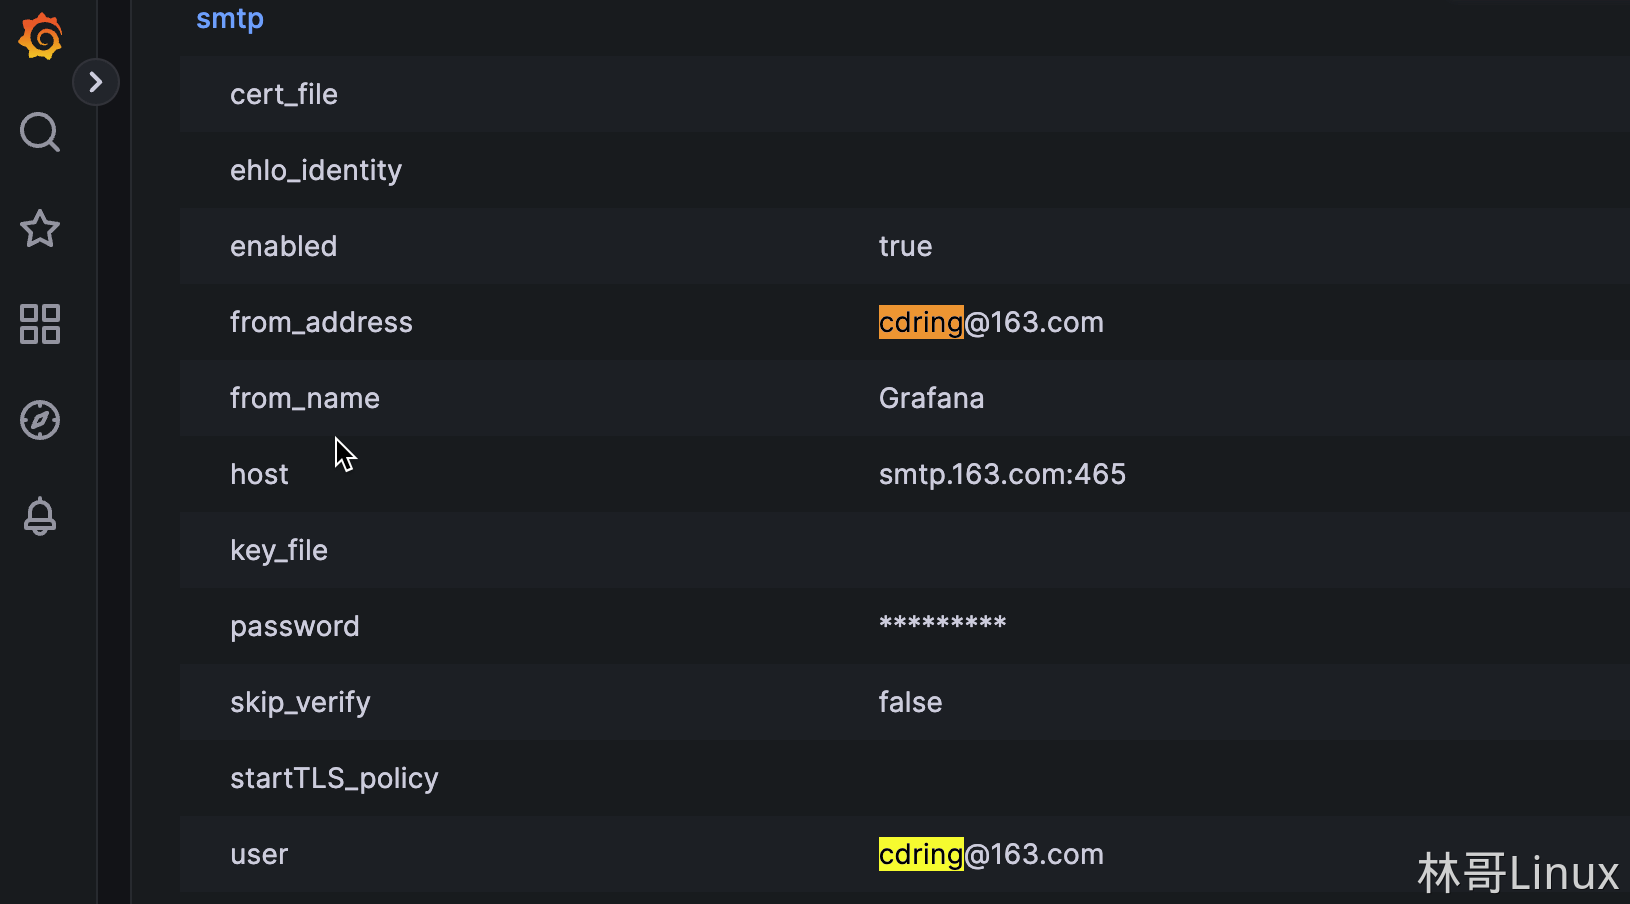 smtp
cert_file
ehlo_identity
enabled true
from_address cdring@163.com
from_name Grafana
host smtp.163.com:465
key_file
password *********
skip_verify false
startTLS_policy
user cdring@163.com
林哥Linux